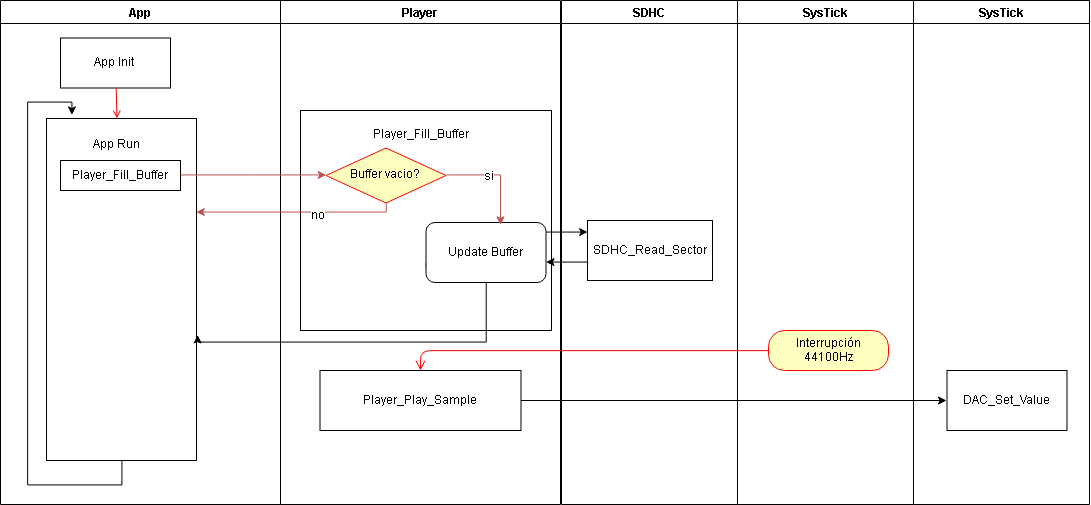 App
Player
SDHC
SysTick
SysTick
App Init
App Run
Player_Fill_Buffer
Player_Fill_Buffer
Buffer vacio?
si
no
Update Buffer
SDHC_Read_Sector
Interrupción
44100Hz
Player_Play_Sample
DAC_Set_Value